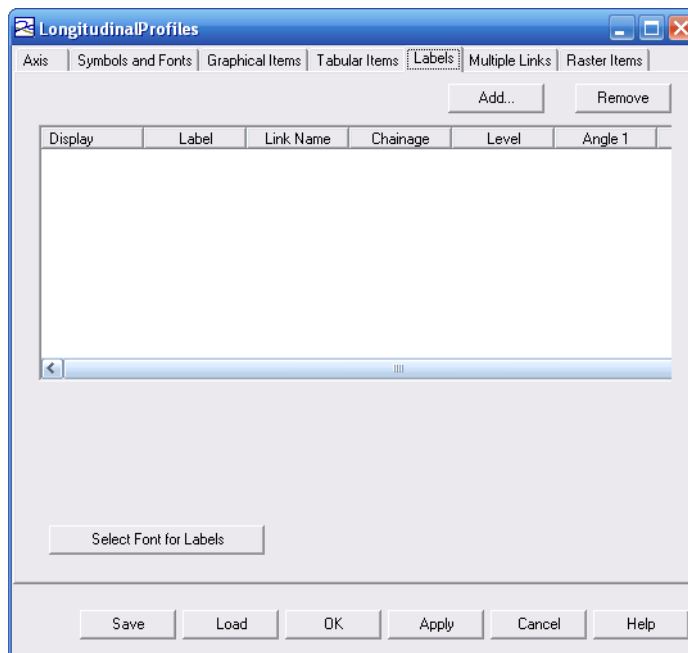 LongitudinalProfiles
Axis Symbols and Fonts Graphical Items Tabular Items Labels Multiple Links Raster Items
Add... Remove
Display Label Link Name Chainage Level Angle 1
Select Font for Labels
Save Load OK Apply Cancel Help